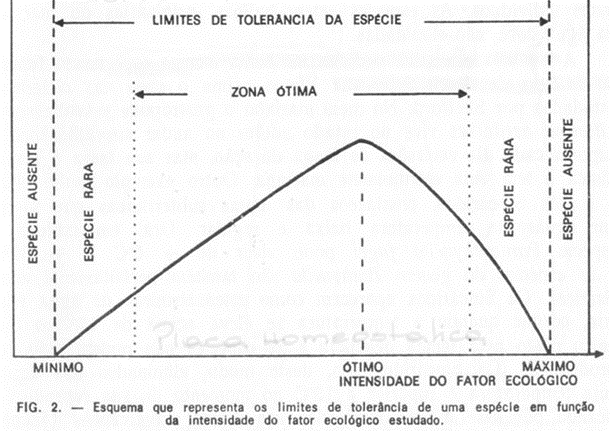 LIMITES DE TOLERÂNCIA DA ESPÉCIE
ZONA ÓTIMA
ESPÉCIE AUSENTE
ESPÉCIE RARA
ESPÉCIE RARA
ESPÉCIE AUSENTE
Placa Homeostática
MÍNIMO
ÓTIMO
MÁXIMO
INTENSIDADE DO FATOR ECOLÓGICO
FIG. 2. — Esquema que representa os limites de tolerância de uma espécie em função
da intensidade do fator ecológico estudado.